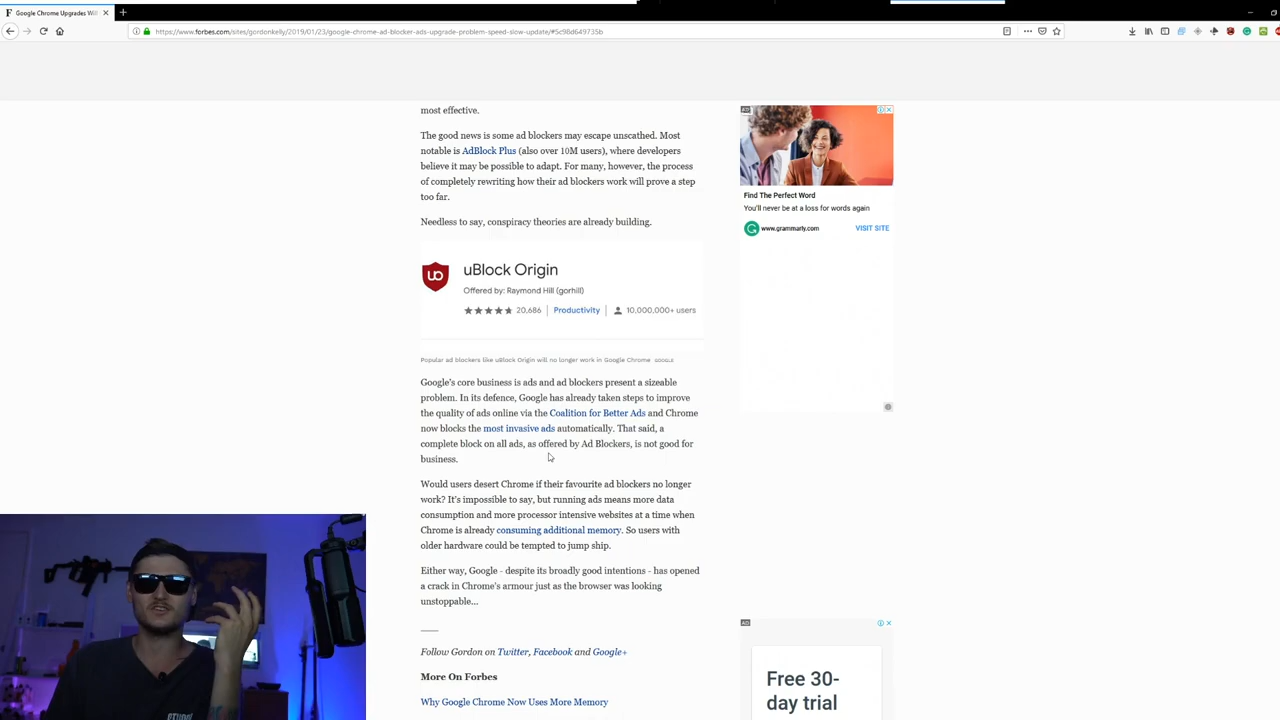 Google Chrome Upgrades Wil
https://www.forbes.com/sites/gordonkelly/2019/01/23/google-chrome-ad-blocker-ads-upgrade-problem-speed-slow-update/#5c98d649735b
most effective.
The good news is some ad blockers may escape unscathed. Most
notable is AdBlock Plus (also over 10M users), where developers
believe it may be possible to adapt. For many, however, the process
of completely rewriting how their ad blockers work will prove a step
too far.
Needless to say, conspiracy theories are already building.
uBlock Origin
Offered by: Raymond Hill (gorhill)
20,686 | Productivity | 10,000,000+ users
Popular ad blockers like uBlock Origin will no longer work in Google Chrome GOOGLE
Google's core business is ads and ad blockers present a sizeable
problem. In its defence, Google has already taken steps to improve
the quality of ads online via the Coalition for Better Ads and Chrome
now blocks the most invasive ads automatically. That said, a
complete block on all ads, as offered by Ad Blockers, is not good for
business.
Would users desert Chrome if their favourite ad blockers no longer
work? It's impossible to say, but running ads means more data
consumption and more processor intensive websites at a time when
Chrome is already consuming additional memory. So users with
older hardware could be tempted to jump ship.
Either way, Google - despite its broadly good intentions - has opened
a crack in Chrome's armour just as the browser was looking
unstoppable...
Follow Gordon on Twitter, Facebook and Google+
More On Forbes
Why Google Chrome Now Uses More Memory
AD
Find The Perfect Word
You'll never be at a loss for words again
www.grammarly.com VISIT SITE
AD
Free 30-
day trial